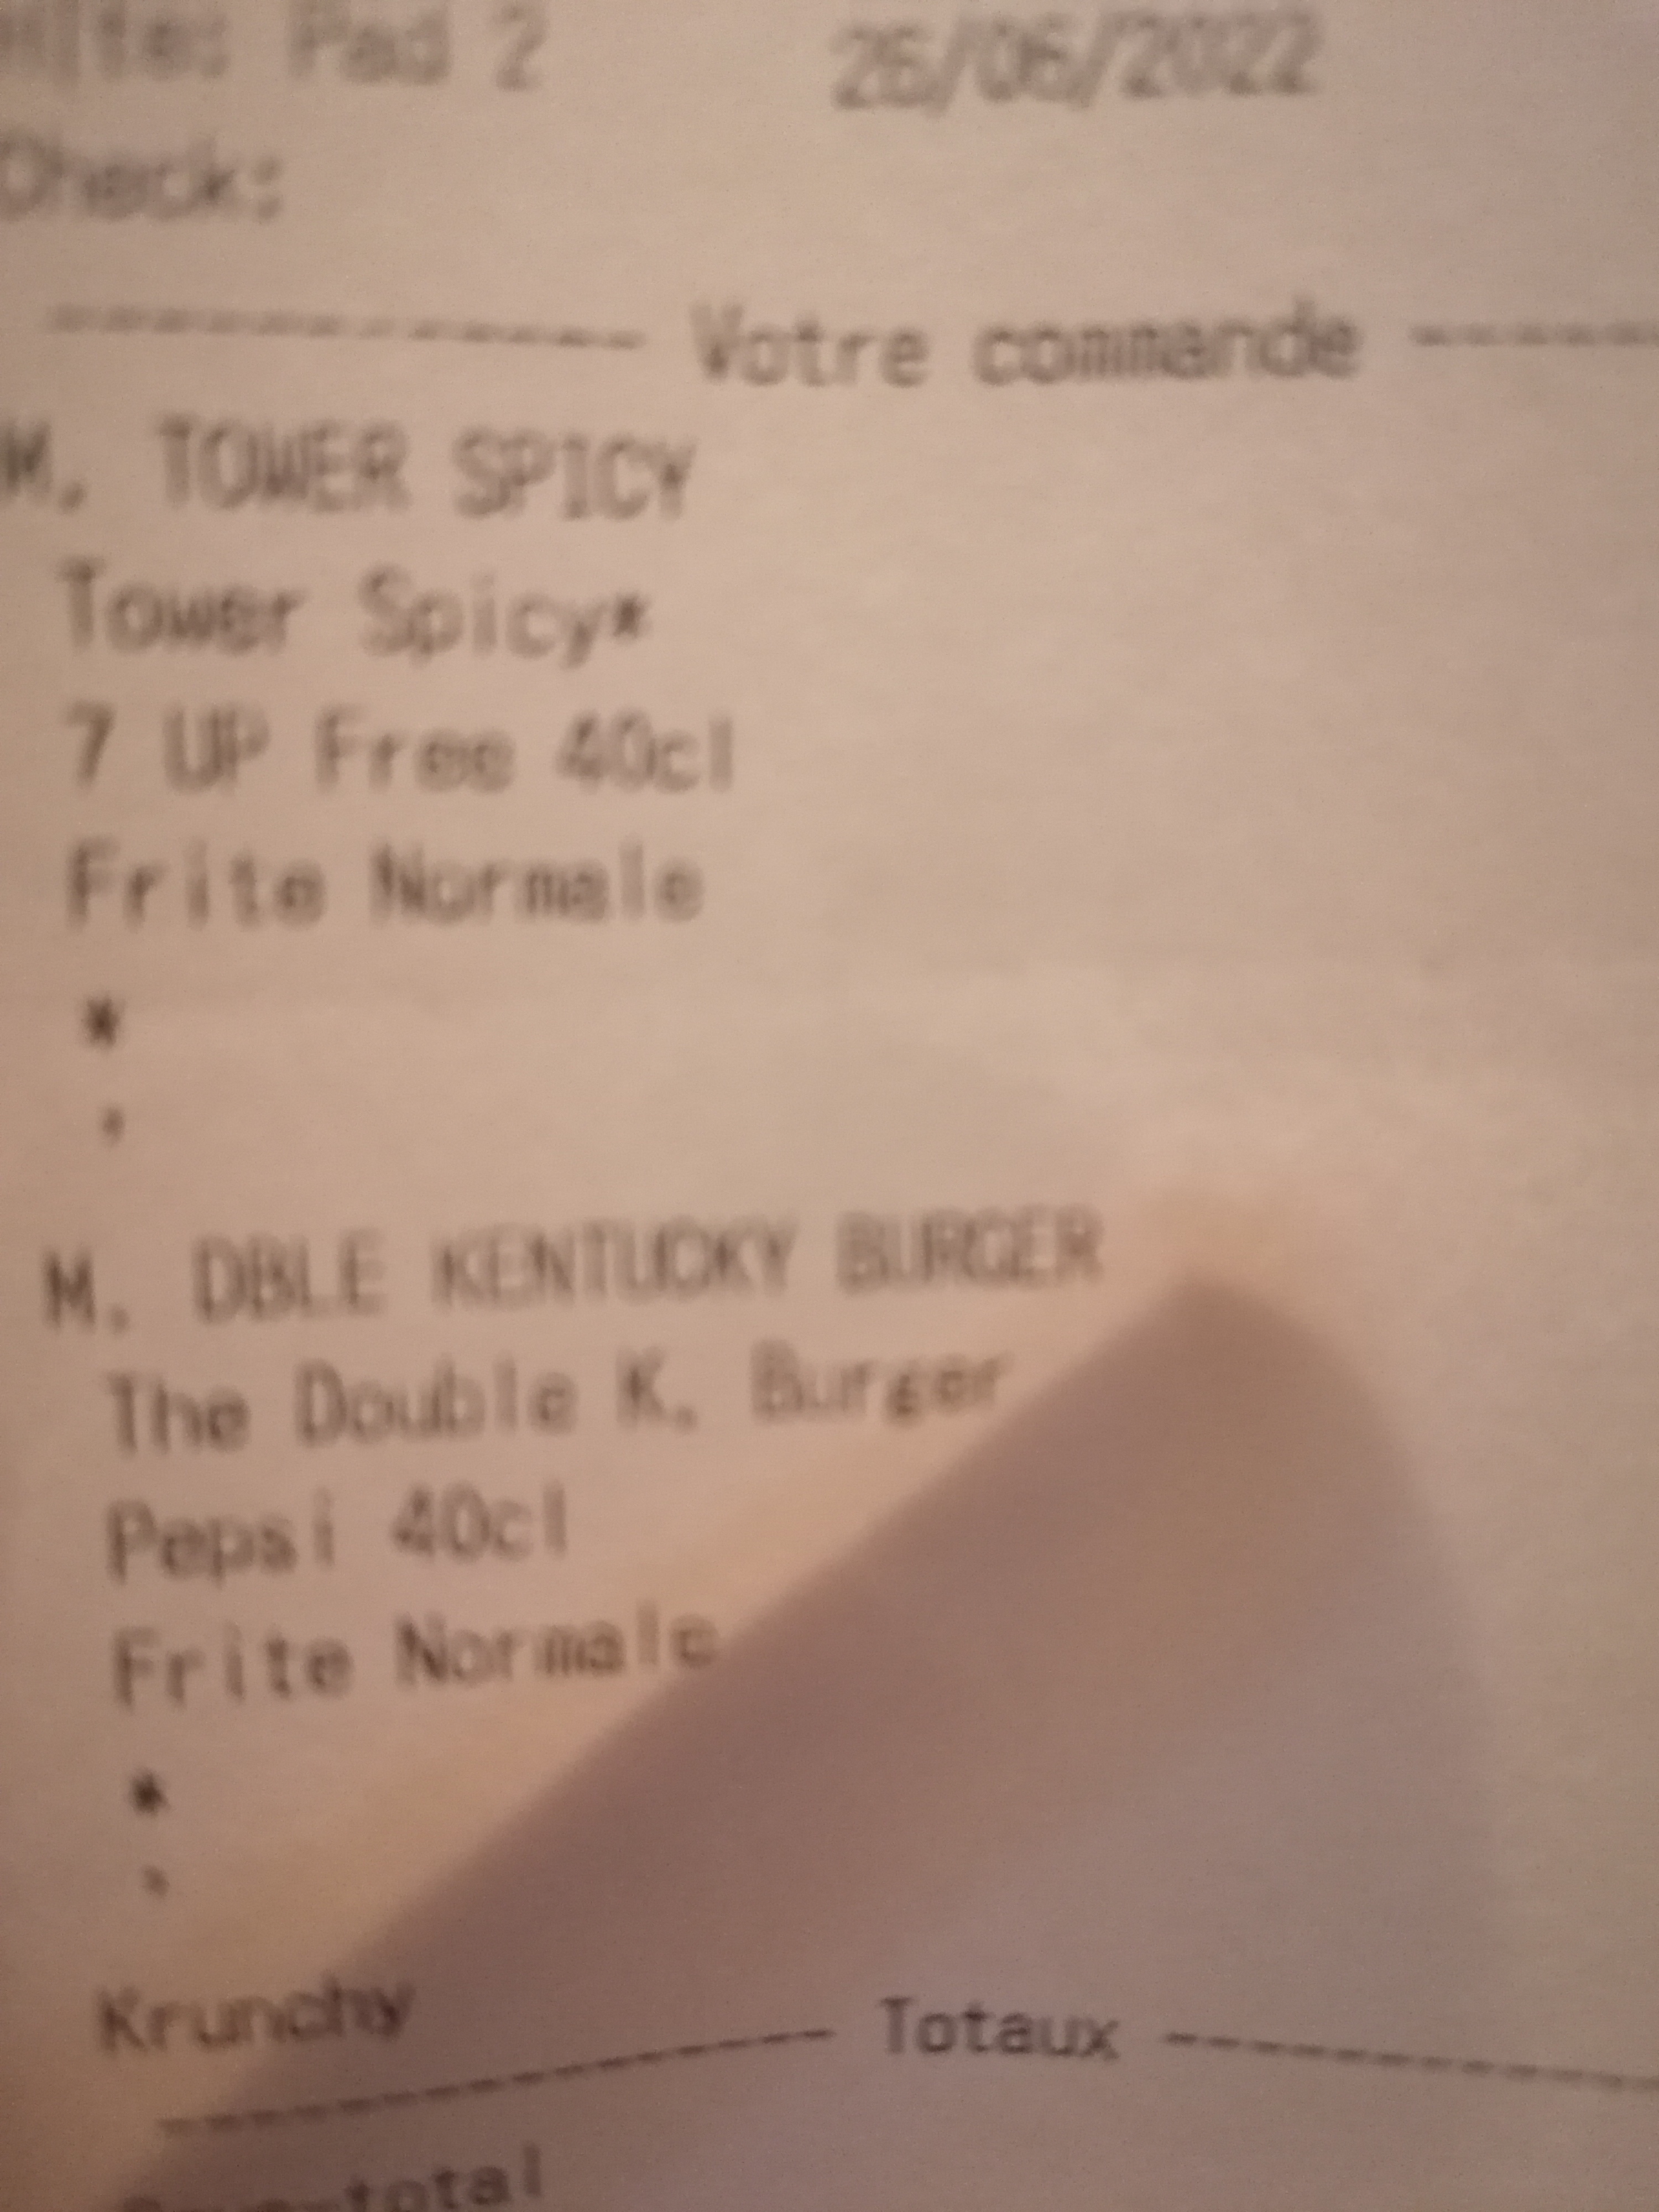 Pad 2 26/06/2022
Check:
------------- Votre commande ------
M. TOWER SPICY
Tower Spicy*
7 UP Free 40cl
Frite Normale
*
M. DBLE KENTUCKY BURGER
The Double K. Burger
Pepsi 40cl
Frite Normale
*
Krunchy
--------------- Totaux -----------